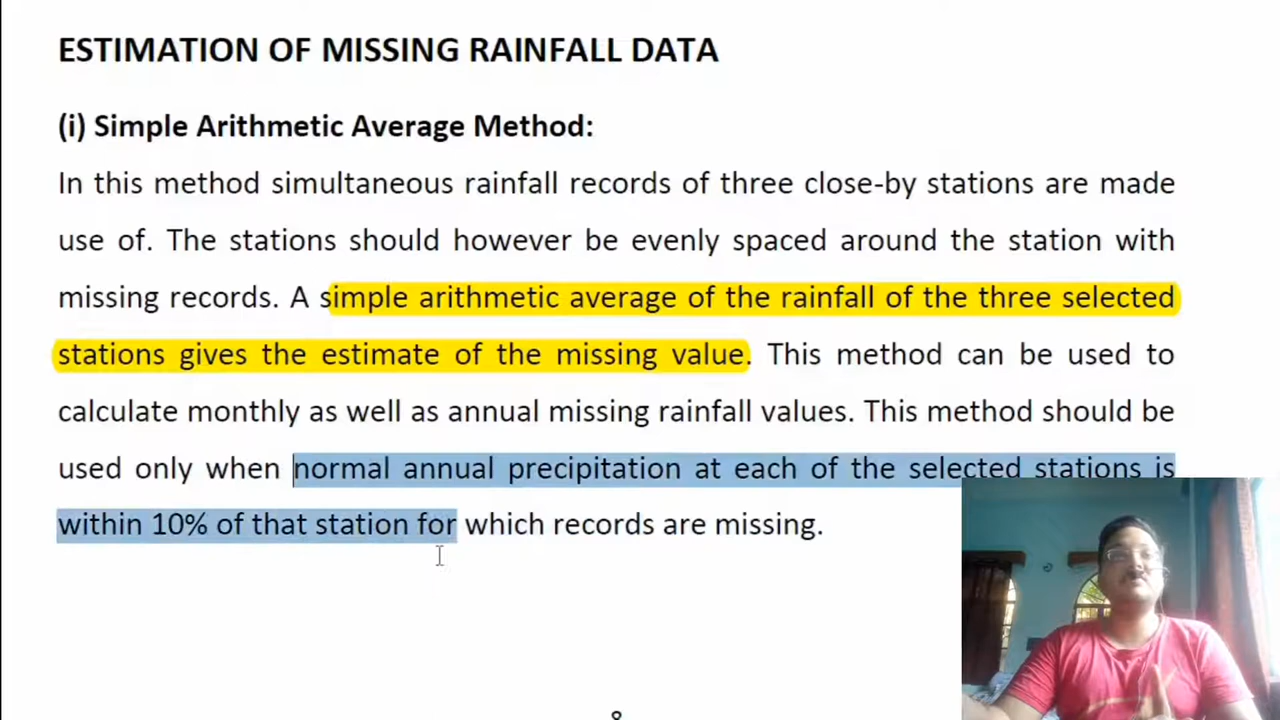 ESTIMATION OF MISSING RAINFALL DATA
(i) Simple Arithmetic Average Method:
In this method simultaneous rainfall records of three close-by stations are made
use of. The stations should however be evenly spaced around the station with
missing records. A simple arithmetic average of the rainfall of the three selected
stations gives the estimate of the missing value. This method can be used to
calculate monthly as well as annual missing rainfall values. This method should be
used only when normal annual precipitation at each of the selected stations is
within 10% of that station for which records are missing.